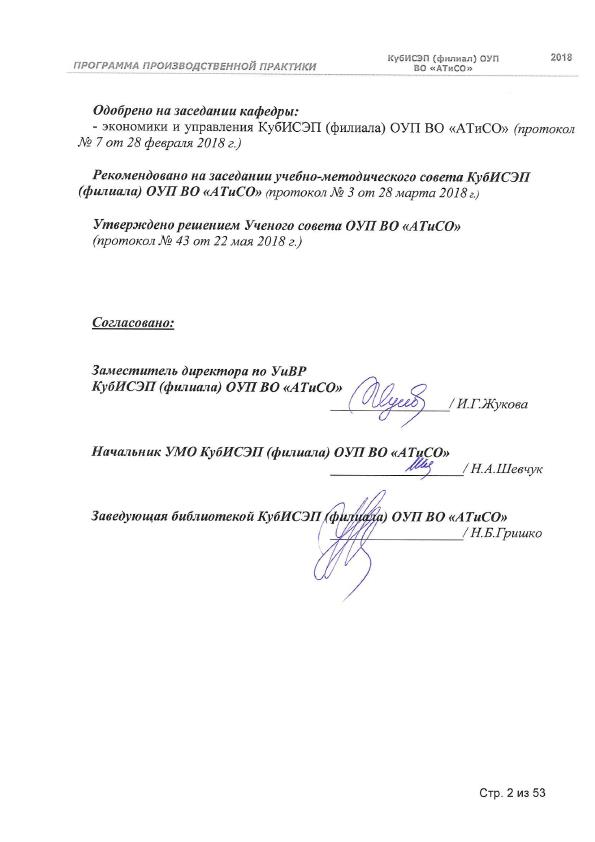 ПРОГРАММА ПРОИЗВОДСТВЕННОЙ ПРАКТИКИ
КубИСЭП (филиал) ОУП
ВО «АТиСО»
2018
Одобрено на заседании кафедры:
- экономики и управления КубИСЭП (филиала) ОУП ВО «АТиСО» (протокол
№ 7 от 28 февраля 2018 г.)
Рекомендовано на заседании учебно-методического совета КубИСЭП
(филиала) ОУП ВО «АТиСО» (протокол № 3 от 28 марта 2018 г.)
Утверждено решением Ученого совета ОУП ВО «АТиСО»
(протокол № 43 от 22 мая 2018 г.)
Согласовано:
Заместитель директора по УиВР
КубИСЭП (филиала) ОУП ВО «АТиСО»
/ И.Г.Жукова
Начальник УМО КубИСЭП (филиала) ОУП ВО «АТиСО»
/ Н.А.Шевчук
Заведующая библиотекой КубИСЭП (филиала) ОУП ВО «АТиСО»
/ Н.Б.Гришко
Стр. 2 из 53